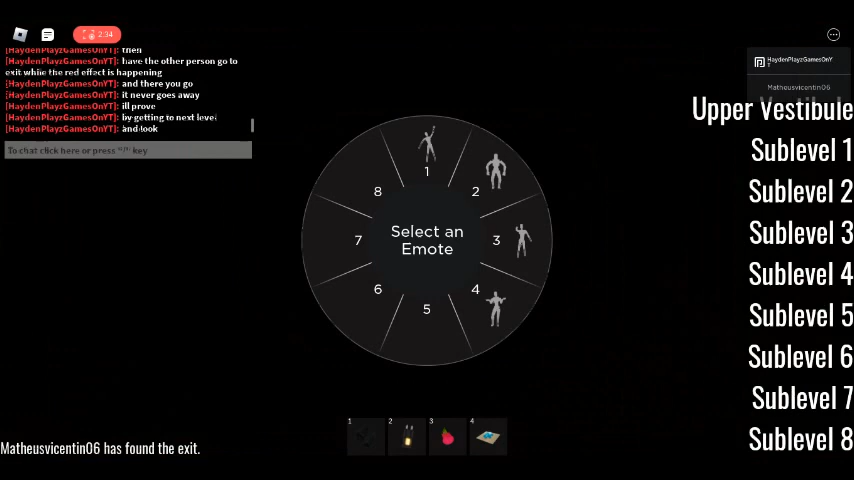 2:34
[HaydenPlayzGamesOnYT]: then
[HaydenPlayzGamesOnYT]: have the other person go to
exit while the red effect is happening
[HaydenPlayzGamesOnYT]: and there you go
[HaydenPlayzGamesOnYT]: it never goes away
[HaydenPlayzGamesOnYT]: ill prove
[HaydenPlayzGamesOnYT]: by getting to next level
[HaydenPlayzGamesOnYT]: and look
To chat click here or press "/" key
HaydenPlayzGamesOnY
T
Matheusvicentin06
Upper Vestibule
Sublevel 1
Sublevel 2
Sublevel 3
Sublevel 4
Sublevel 5
Sublevel 6
Sublevel 7
Sublevel 8
1
2
3
4
5
6
7
8
Select an
Emote
1 2 3 4
Matheusvicentin06 has found the exit.